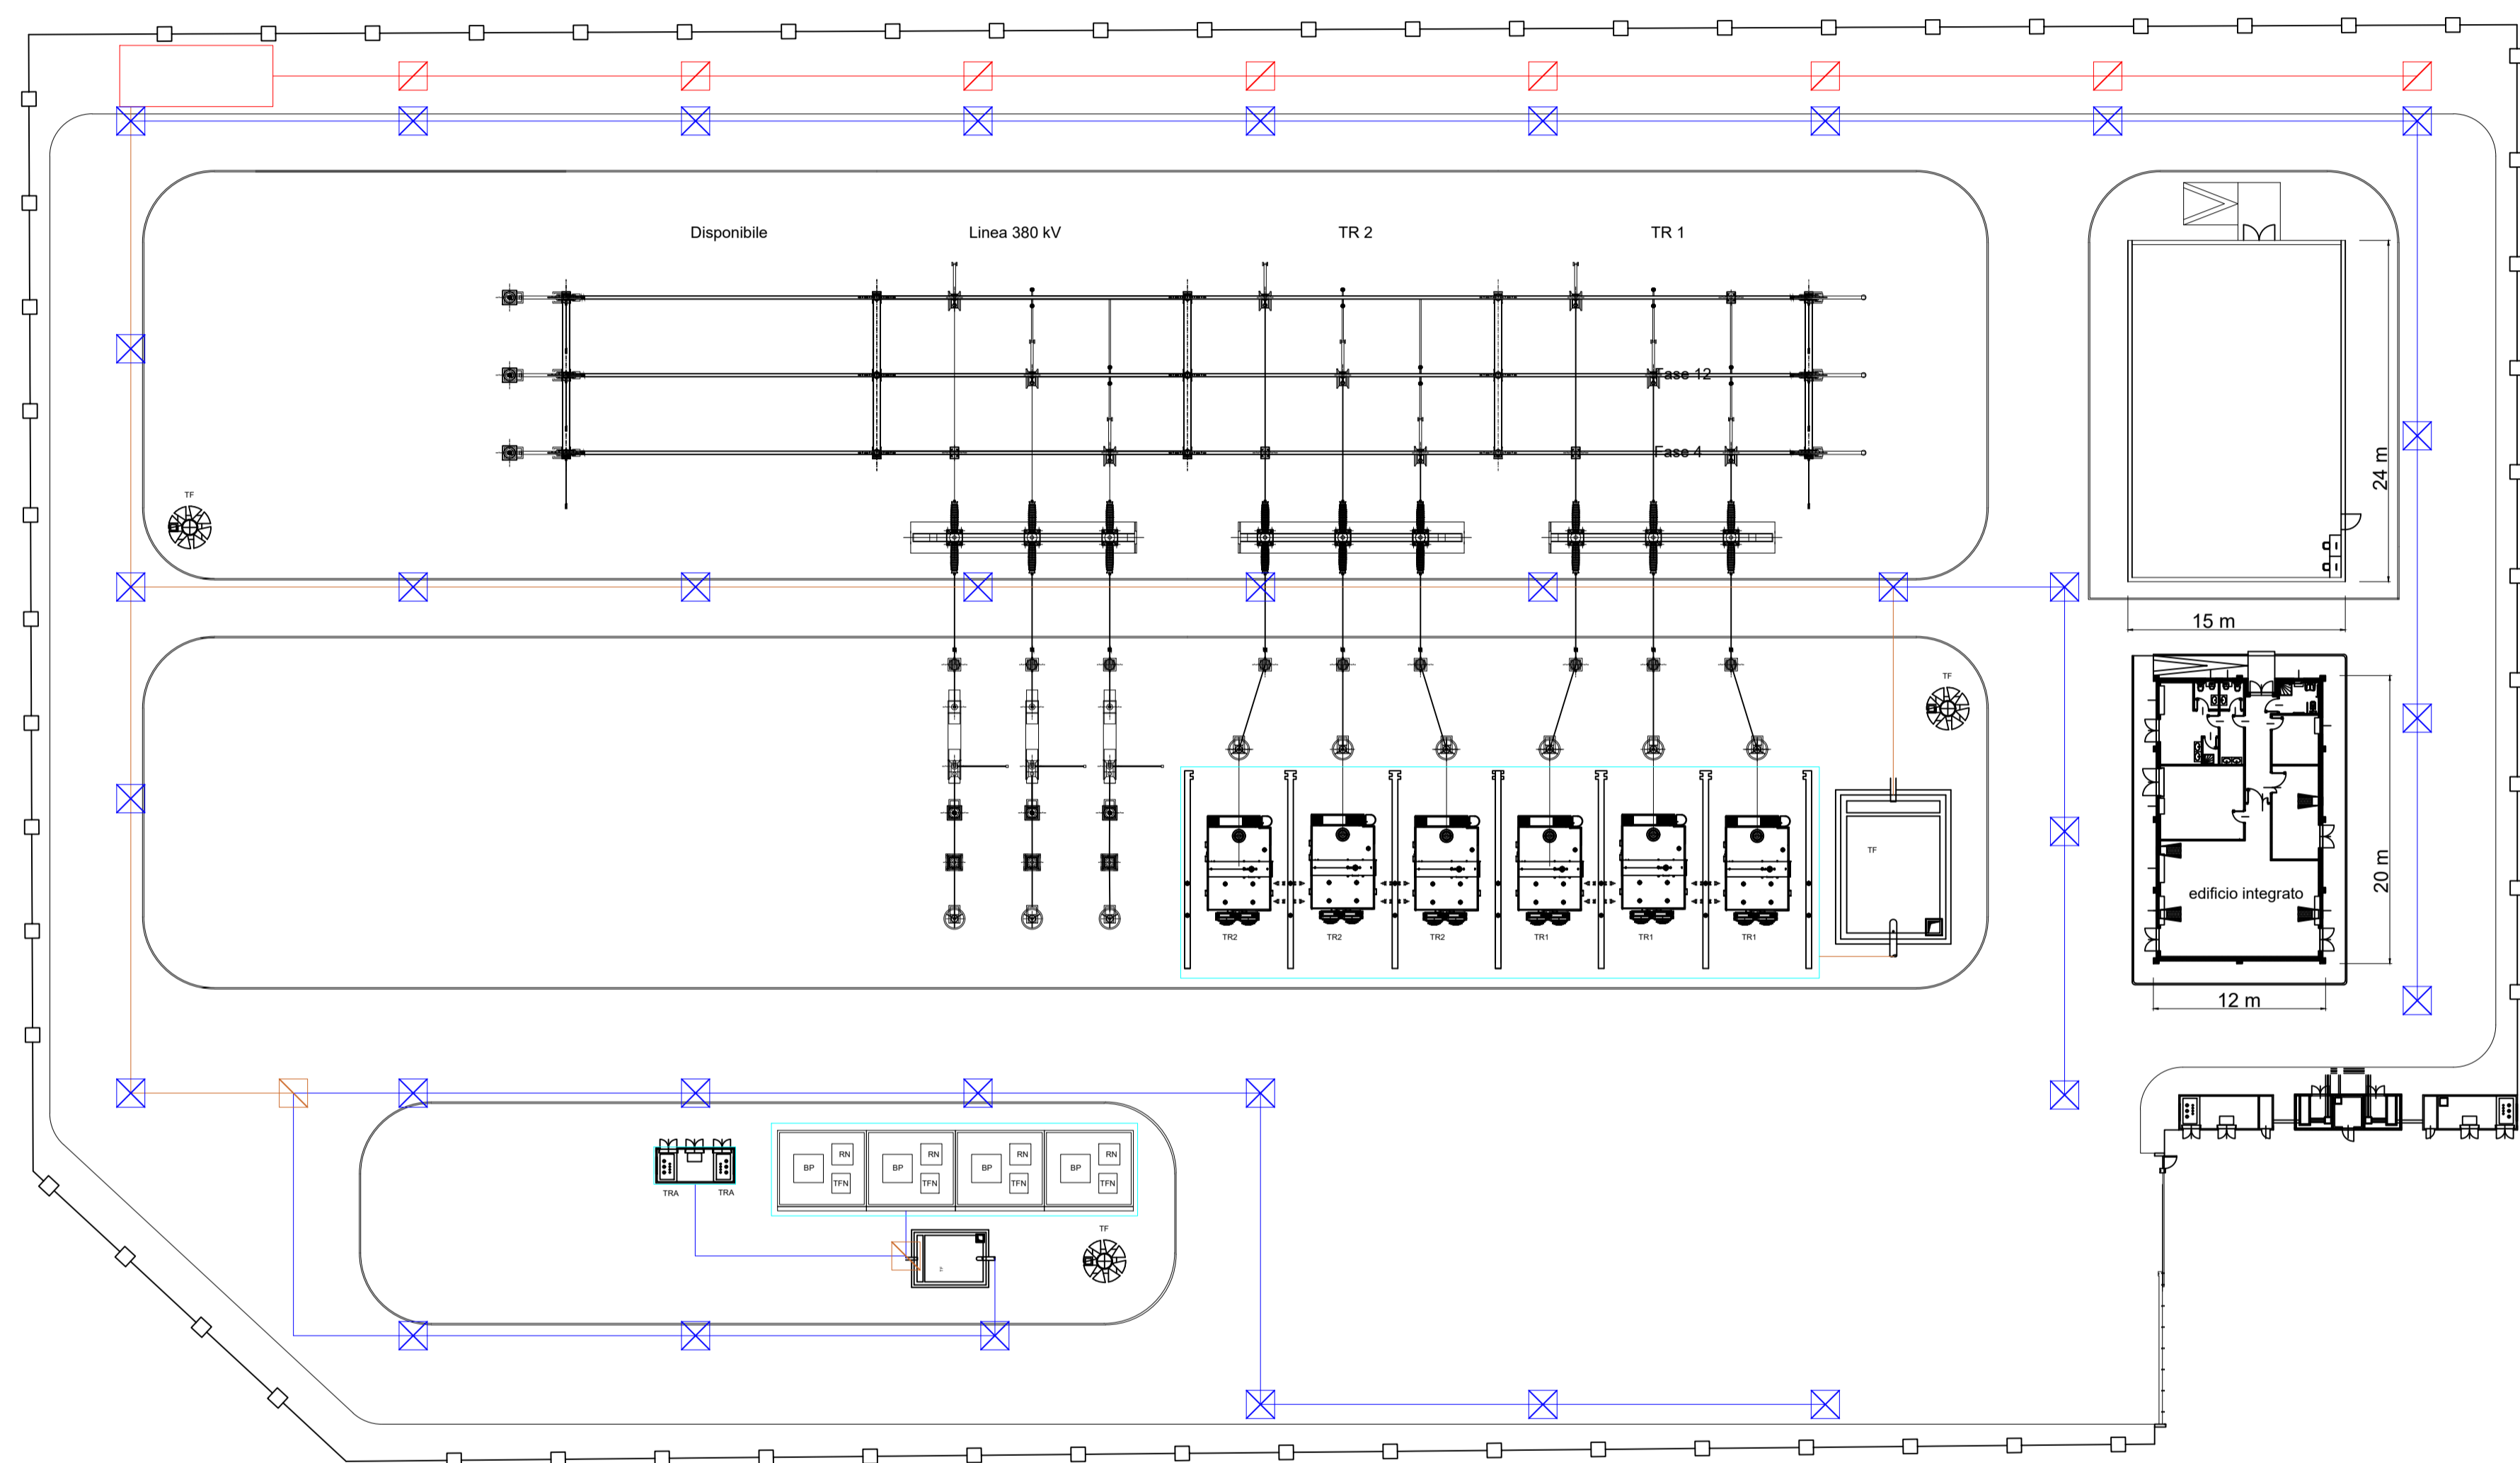 Disponibile
Linea 380 kV
TR 2
TR 1
Fase 12
Fase 4
TF
24 m
15 m
TF
TF
edificio integrato
20 m
12 m
TR2
TR2
TR2
TR1
TR1
TR1
TRA
TRA
BP
RN
TFN
BP
RN
TFN
BP
RN
TFN
BP
RN
TFN
TF
TF